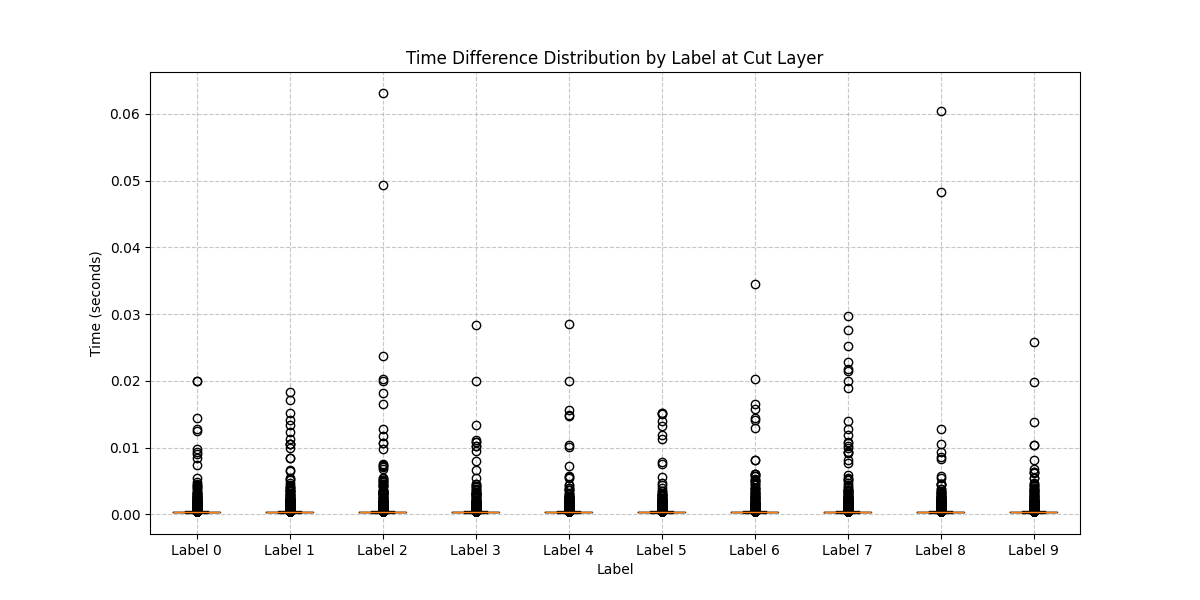 Time Difference Distribution by Label at Cut Layer
Time (seconds)
0.06
0.05
0.04
0.03
0.02
0.01
0.00
Label 0 Label 1 Label 2 Label 3 Label 4 Label 5 Label 6 Label 7 Label 8 Label 9
Label